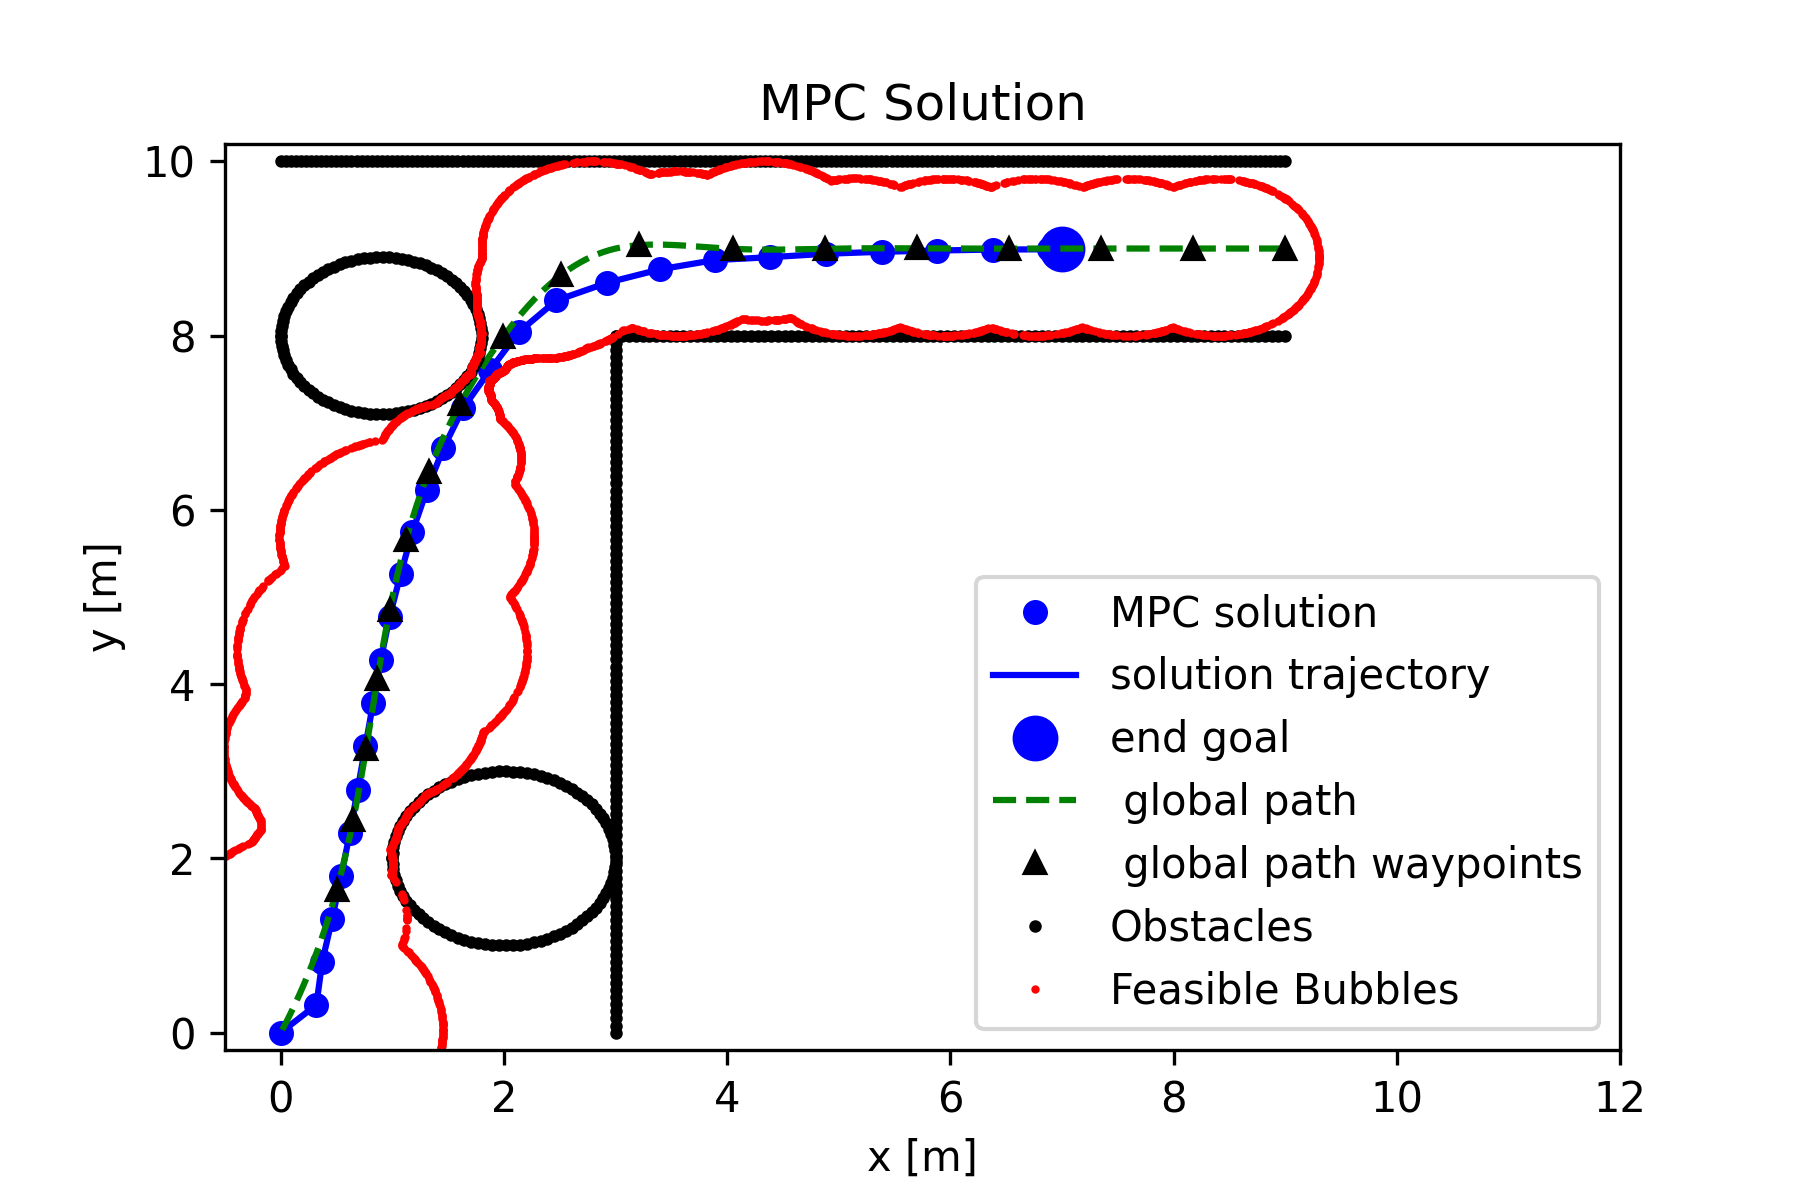 MPC Solution
10
8
6
4
2
0
y [m]
0 2 4 6 8 10 12
x [m]
MPC solution
solution trajectory
end goal
global path
global path waypoints
Obstacles
Feasible Bubbles